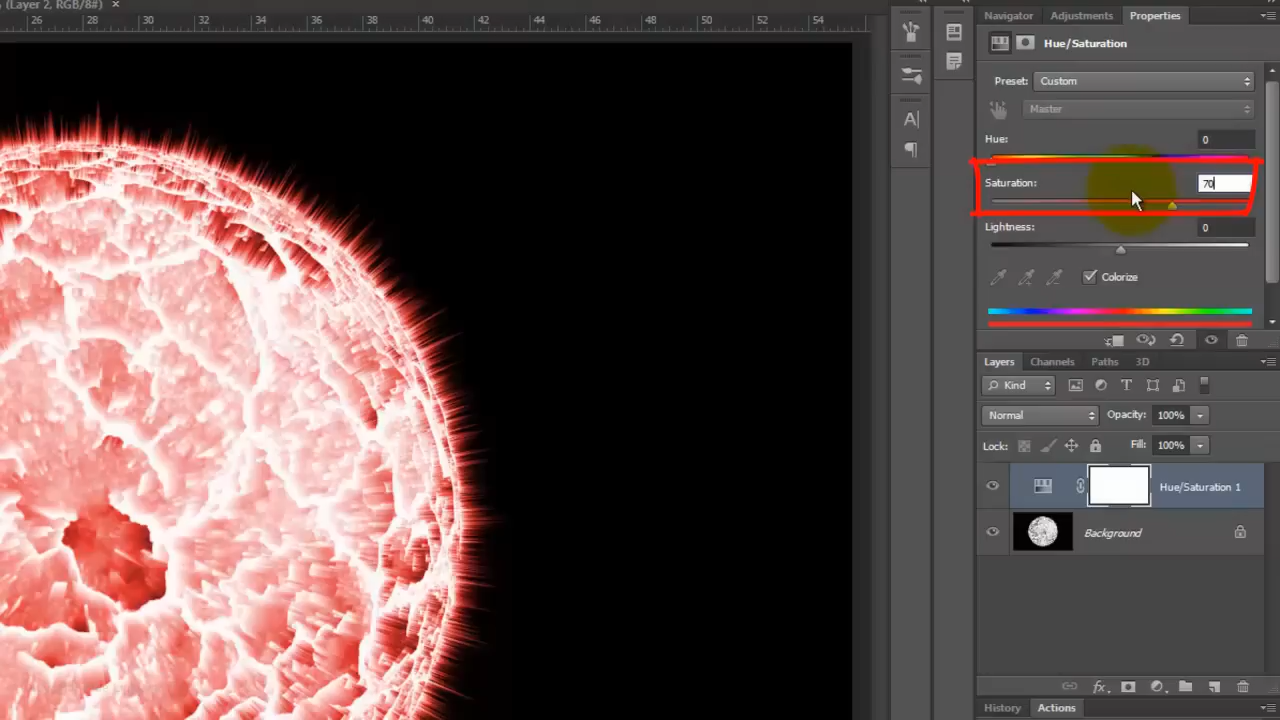 (Layer 2, RGB/8#) ×
26 28 30 32 34 36 38 40 42 44 46 48 50 52 54
Navigator Adjustments Properties
Hue/Saturation
Preset: Custom
Master
Hue: 0
Saturation: 70
Lightness: 0
Colorize
Layers Channels Paths 3D
Kind
Normal Opacity: 100%
Lock: Fill: 100%
Hue/Saturation 1
Background
History Actions